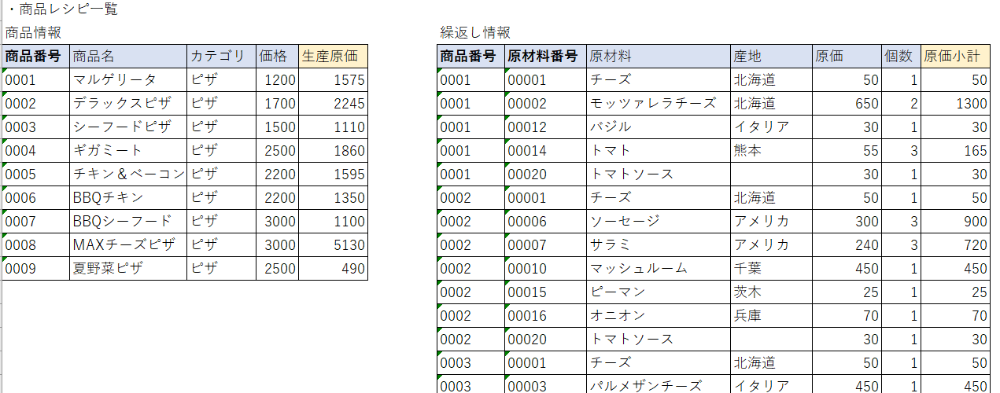 ・商品レシピ一覧
商品情報
商品番号 商品名 カテゴリ 価格 生産原価
0001 マルゲリータ ピザ 1200 1575
0002 デラックスピザ ピザ 1700 2245
0003 シーフードピザ ピザ 1500 1110
0004 ギガミート ピザ 2500 1860
0005 チキン＆ベーコン ピザ 2200 1595
0006 BBQチキン ピザ 2200 1350
0007 BBQシーフード ピザ 3000 1100
0008 MAXチーズピザ ピザ 3000 5130
0009 夏野菜ピザ ピザ 2500 490
繰返し情報
商品番号 原材料番号 原材料 産地 原価 個数 原価小計
0001 00001 チーズ 北海道 50 1 50
0001 00002 モッツァレラチーズ 北海道 650 2 1300
0001 00012 バジル イタリア 30 1 30
0001 00014 トマト 熊本 55 3 165
0001 00020 トマトソース 30 1 30
0002 00001 チーズ 北海道 50 1 50
0002 00006 ソーセージ アメリカ 300 3 900
0002 00007 サラミ アメリカ 240 3 720
0002 00010 マッシュルーム 千葉 450 1 450
0002 00015 ピーマン 茨木 25 1 25
0002 00016 オニオン 兵庫 70 1 70
0002 00020 トマトソース 30 1 30
0003 00001 チーズ 北海道 50 1 50
0003 00003 パルメザンチーズ イタリア 450 1 450